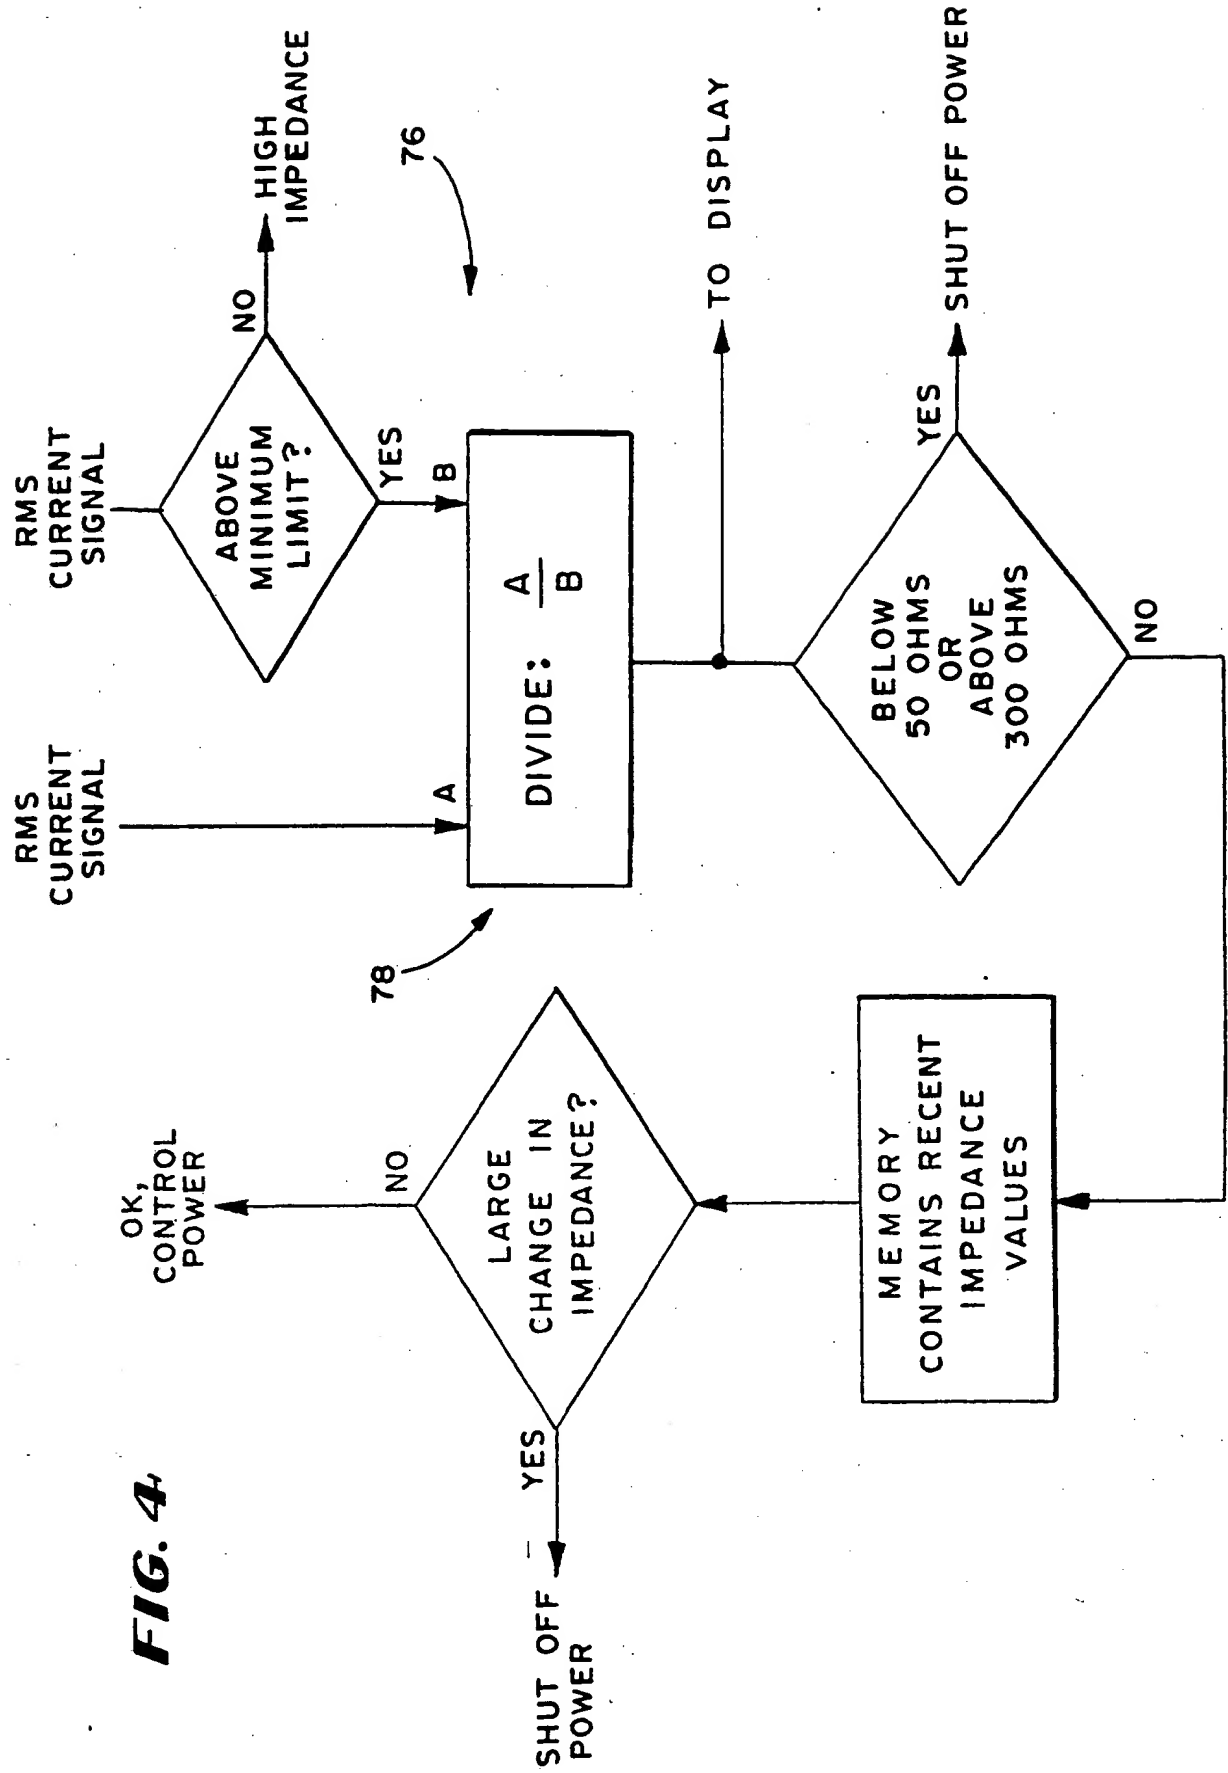 FIG. 4
RMS
CURRENT
SIGNAL
RMS
CURRENT
SIGNAL
ABOVE
MINIMUM
LIMIT?
NO
HIGH
IMPEDANCE
YES
A
B
78
76
DIVIDE: A
B
TO DISPLAY
BELOW
50 OHMS
OR
ABOVE
300 OHMS
YES
SHUT OFF POWER
NO
MEMORY
CONTAINS RECENT
IMPEDANCE
VALUES
LARGE
CHANGE IN
IMPEDANCE?
NO
OK,
CONTROL
POWER
YES
SHUT OFF
POWER